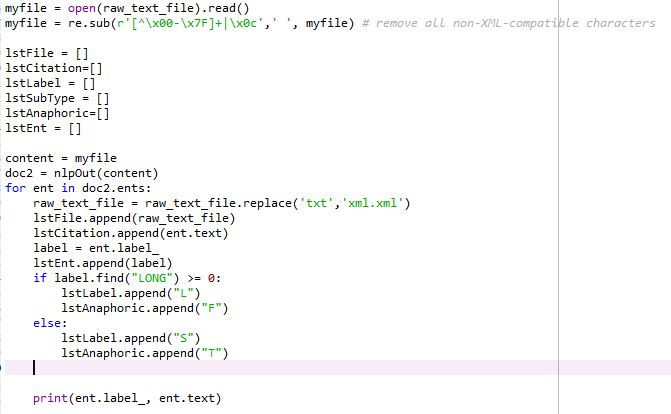 myfile = open(raw_text_file).read()
myfile = re.sub(r'[^\x00-\x7F]+|\x0c',' ', myfile) # remove all non-XML-compatible characters
lstFile = []
lstCitation=[]
lstLabel = []
lstSubType = []
lstAnaphoric=[]
lstEnt = []
content = myfile
doc2 = nlpOut(content)
for ent in doc2.ents:
    raw_text_file = raw_text_file.replace('txt','xml.xml')
    lstFile.append(raw_text_file)
    lstCitation.append(ent.text)
    label = ent.label_
    lstEnt.append(label)
    if label.find("LONG") >= 0:
        lstLabel.append("L")
        lstAnaphoric.append("F")
    else:
        lstLabel.append("S")
        lstAnaphoric.append("T")
    print(ent.label_, ent.text)